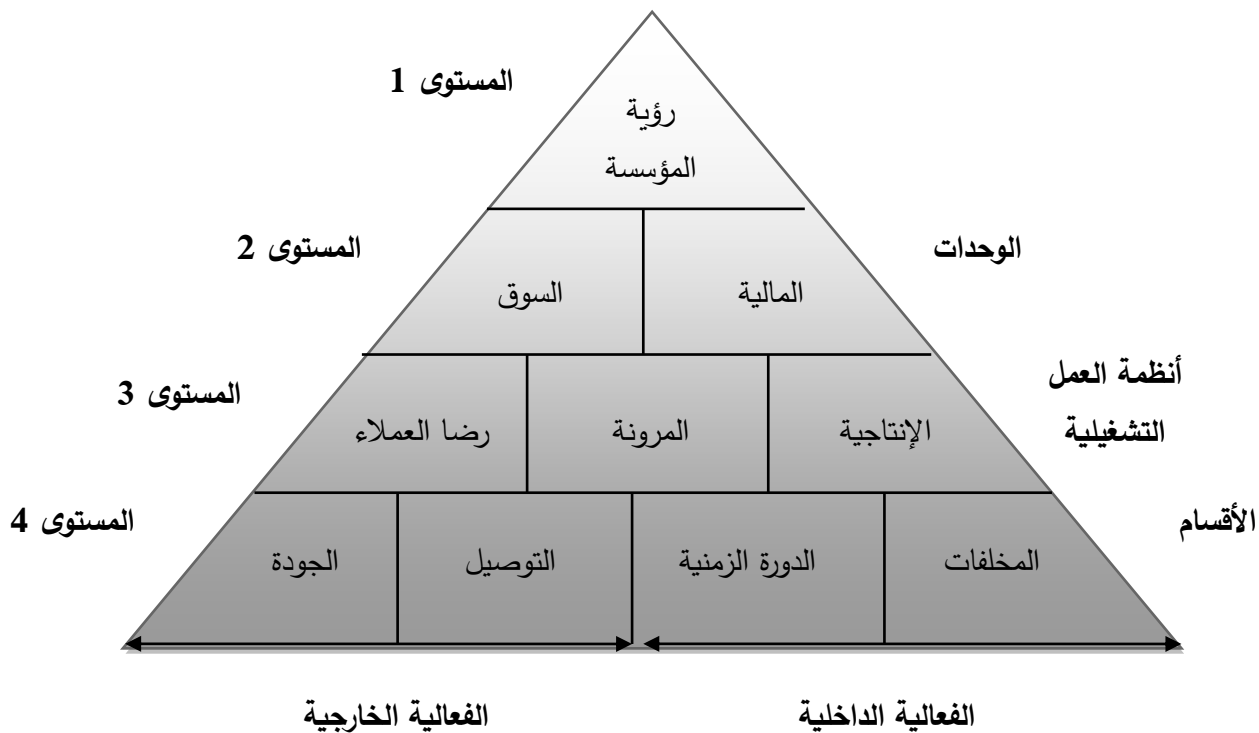 المستوى 1
رؤية
المؤسسة
المستوى 2
الوحدات
المالية
السوق
المستوى 3
أنظمة العمل
التشغيلية
الإنتاجية
المرونة
رضا العملاء
المستوى 4
الأقسام
المخلفات
الدورة الزمنية
التوصيل
الجودة
الفعالية الداخلية
الفعالية الخارجية